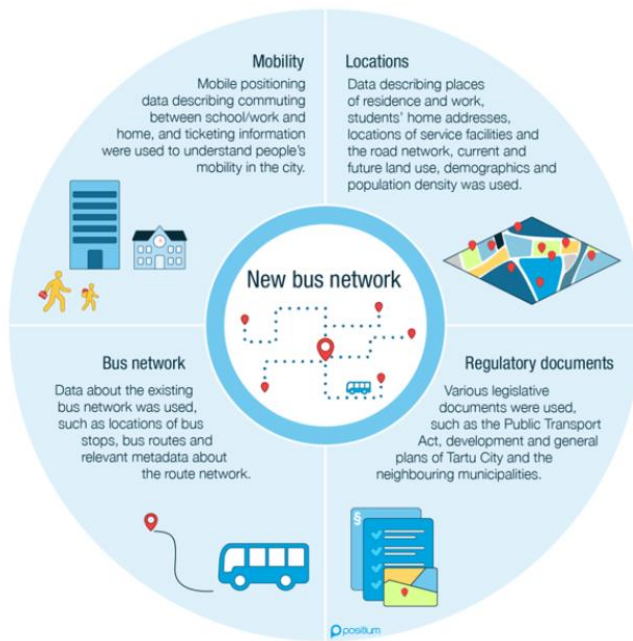 Mobility
Mobile positioning
data describing commuting
between school/work and
home, and ticketing information
were used to understand people's
mobility in the city.
Locations
Data describing places
of residence and work,
students' home addresses,
locations of service facilities and
the road network, current and
future land use, demographics and
population density was used.
New bus network
Bus network
Data about the existing
bus network was used,
such as locations of bus
stops, bus routes and
relevant metadata about
the route network.
Regulatory documents
Various legislative
documents were used,
such as the Public Transport
Act, development and general
plans of Tartu City and the
neighbouring municipalities.
§
positium